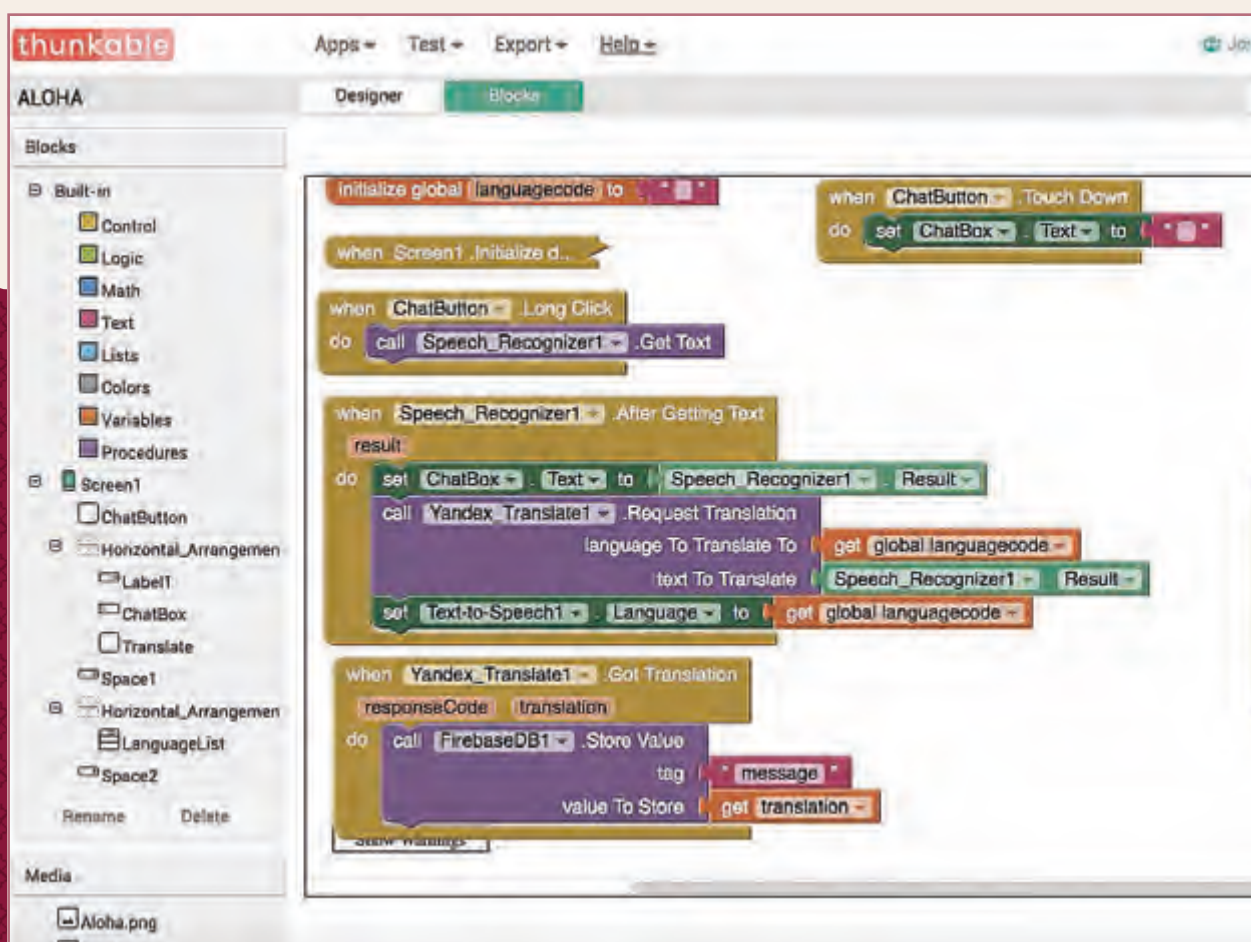 thunkable
Apps Test Export Help
ALOHA
Designer Blocks
Blocks
Built-in
Control
Logic
Math
Text
Lists
Colors
Variables
Procedures
Screen1
ChatButton
Horizontal_Arrangemen
Label1
ChatBox
Translate
Space1
Horizontal_Arrangemen
LanguageList
Space2
Rename Delete
Media
Aloha.png
initialize global languagecode to " "
when Screen1 .Initialize d...
when ChatButton .Long Click
do call Speech_Recognizer1 .Get Text
when Speech_Recognizer1 .After Getting Text
result
do set ChatBox . Text to Speech_Recognizer1 . Result
call Yandex_Translate1 .Request Translation
language To Translate To get global languagecode
text To Translate Speech_Recognizer1 . Result
set Text-to-Speech1 . Language to get global languagecode
when Yandex_Translate1 .Got Translation
responseCode translation
do call FirebaseDB1 .Store Value
tag " message "
value To Store get translation
Show Warnings
when ChatButton .Touch Down
do set ChatBox . Text to " "